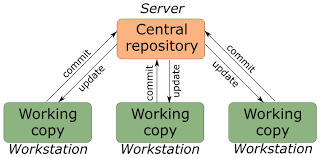 Server
Central
repository
commit
update
commit
update
commit
update
Working
copy
Workstation
Working
copy
Workstation
Working
copy
Workstation